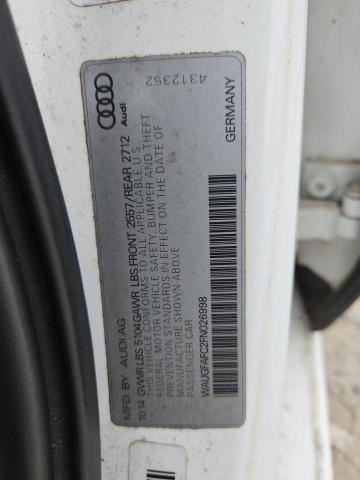 MFD. BY AUDI AG
10 14 GVWR LBS 5104GAWR LBS FRONT 2557/REAR 2712
THIS VEHICLE CONFORMS TO ALL APPLICABLE U.S.
FEDERAL MOTOR VEHICLE SAFETY, BUMPER AND THEFT
PREVENTION STANDARDS IN EFFECT ON THE DATE OF
MANUFACTURE SHOWN ABOVE
PASSENGER CAR
WAUGFAFC2FN026998
Audi
4312352
GERMANY